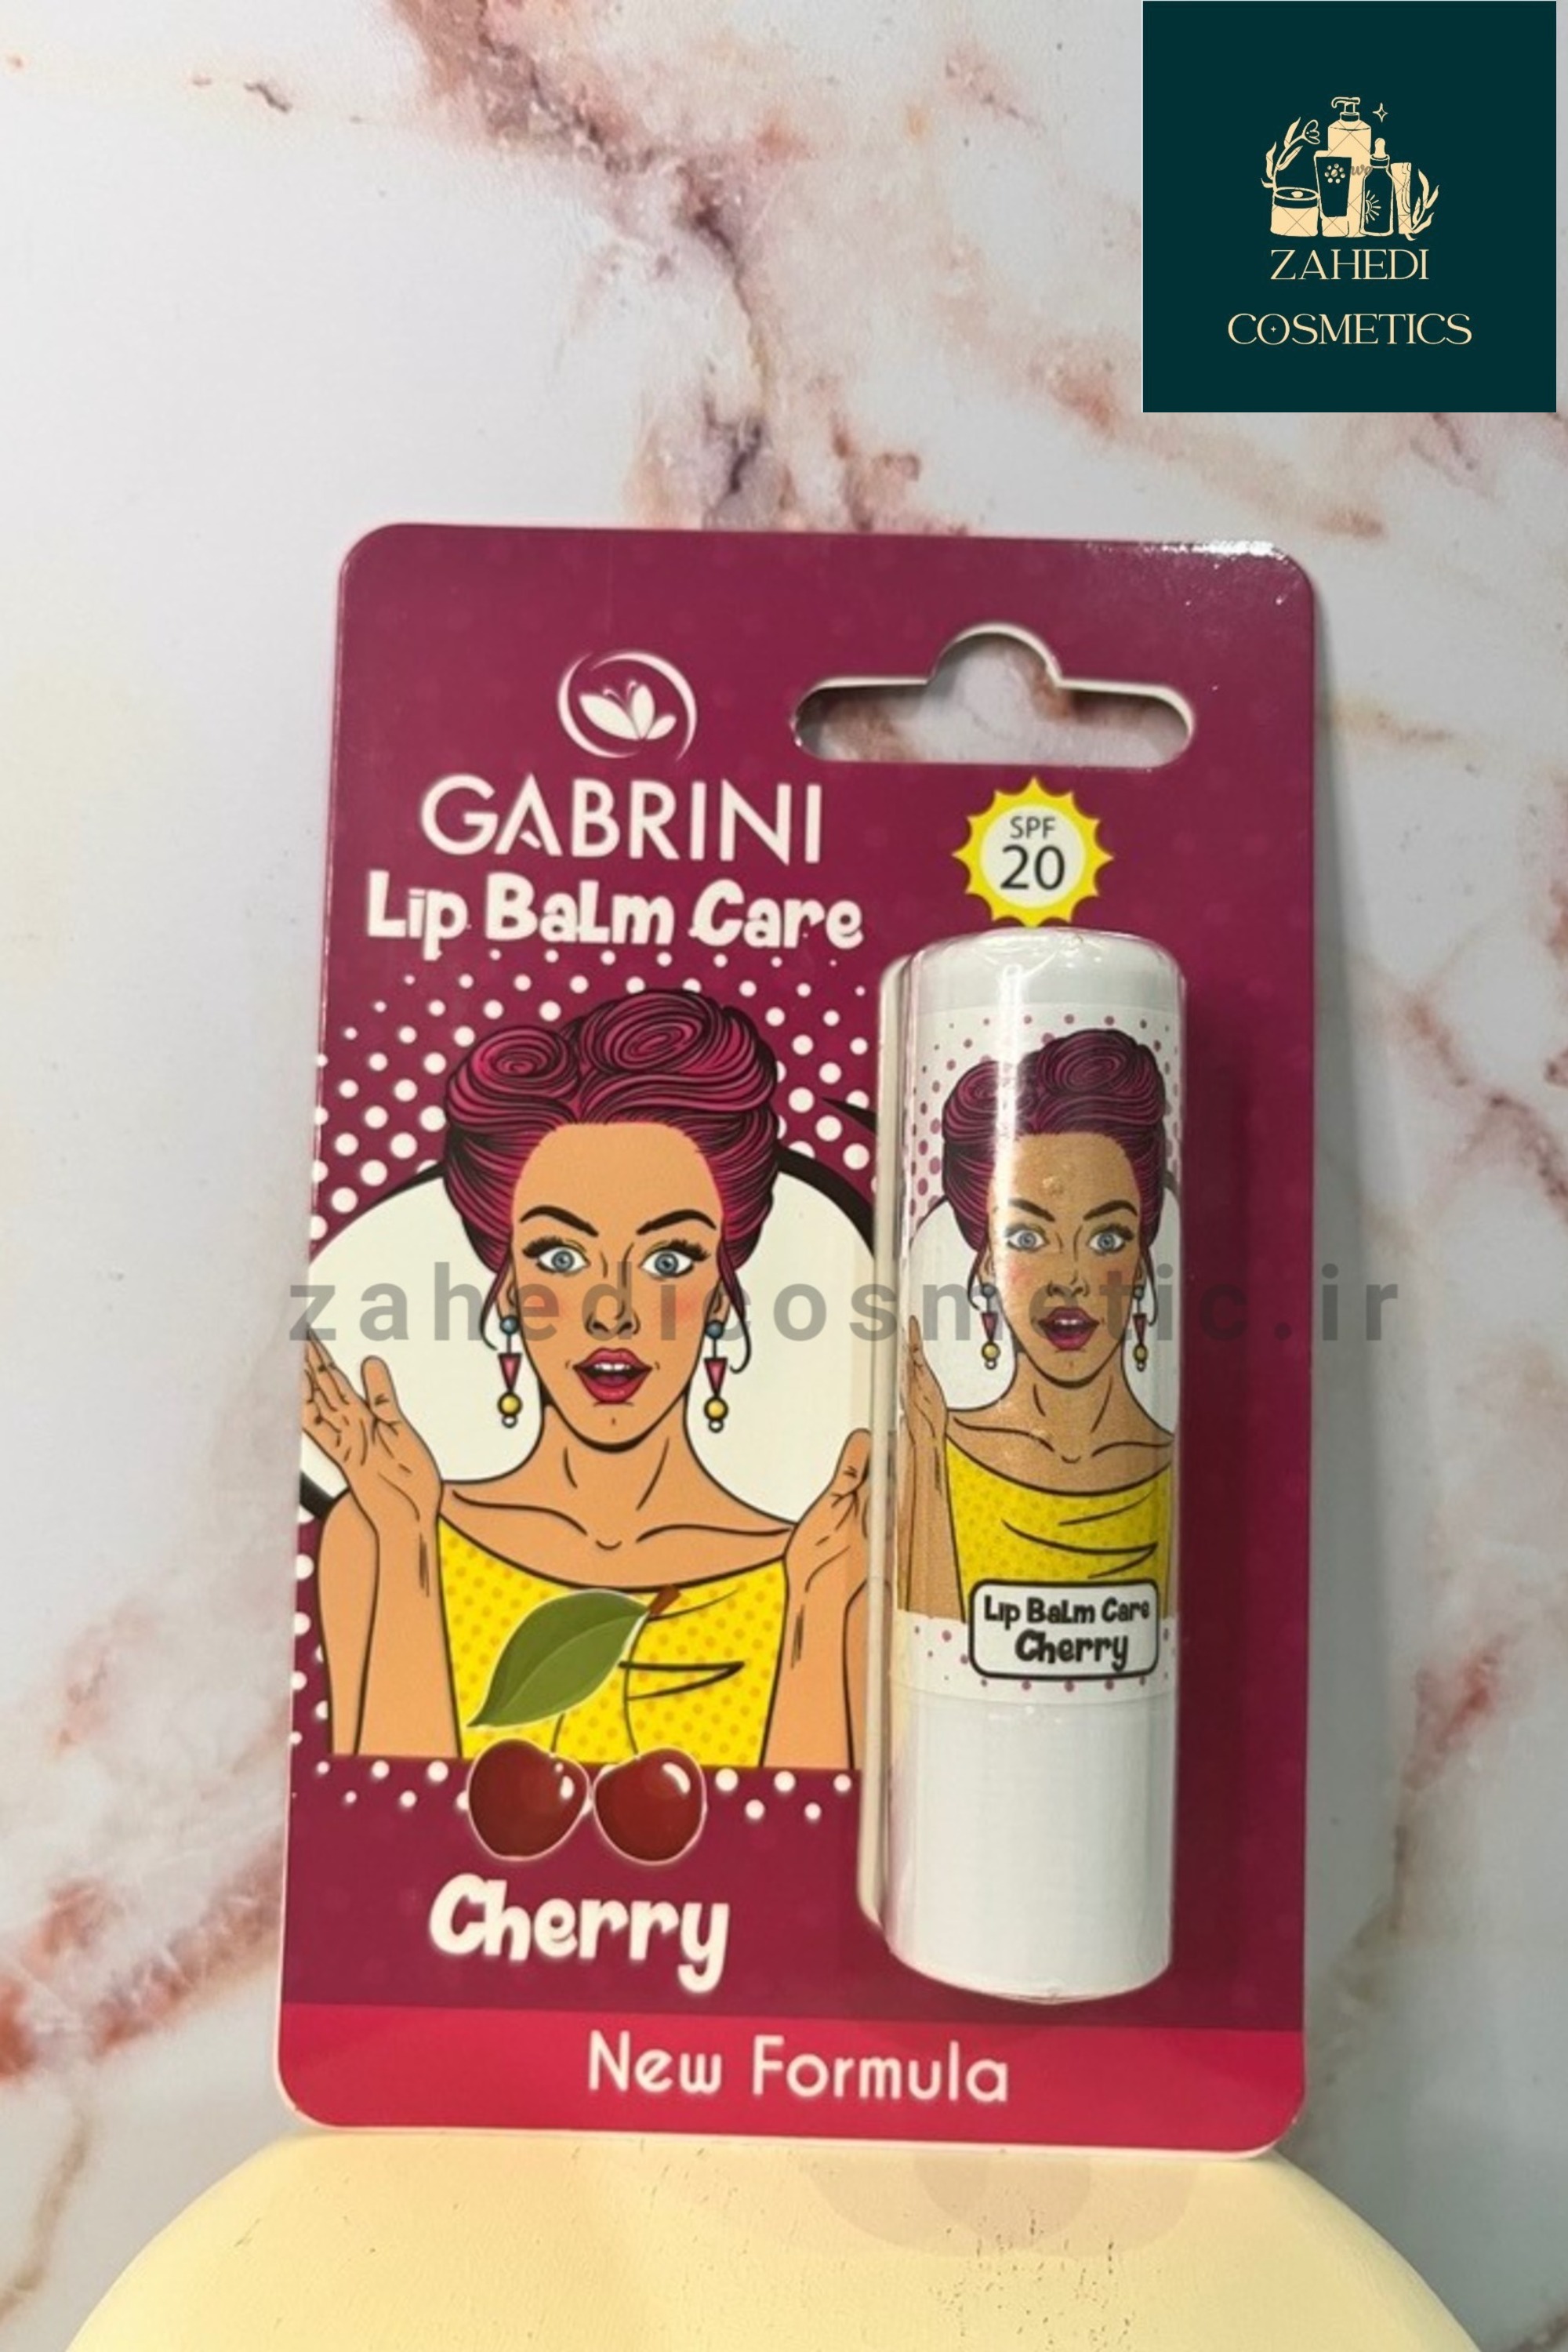 ZAHEDI
COSMETICS
GABRINI
Lip Balm Care
SPF
20
zahedicosmetic.ir
Lip Balm Care
Cherry
Cherry
New Formula